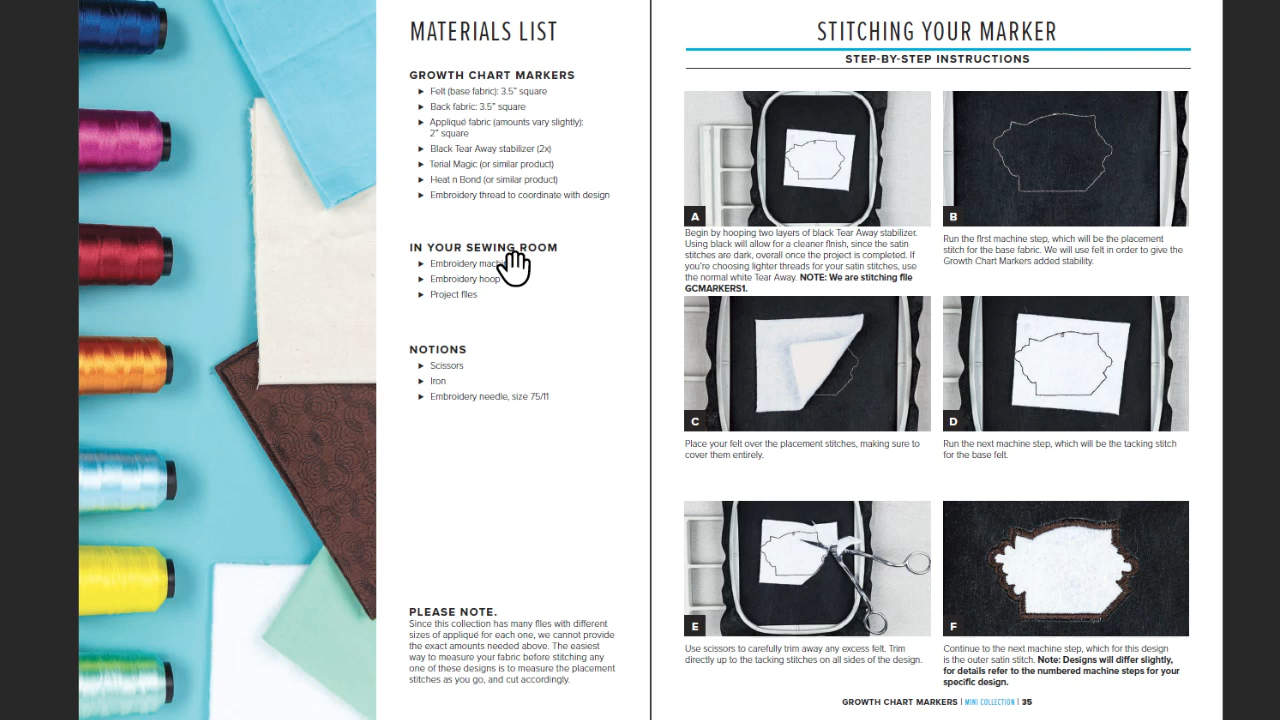 MATERIALS LIST
GROWTH CHART MARKERS
► Felt (base fabric): 3.5” square
► Back fabric: 3.5” square
► Appliqué fabric (amounts vary slightly):
2” square
► Black Tear Away stabilizer (2x)
► Terial Magic (or similar product)
► Heat n Bond (or similar product)
► Embroidery thread to coordinate with design
IN YOUR SEWING ROOM
► Embroidery
► Embroidery hoop
► Project files
NOTIONS
► Scissors
► Iron
► Embroidery needle, size 75/11
PLEASE NOTE.
Since this collection has many files with different
sizes of appliqué for each one, we cannot provide
the exact amounts needed above. The easiest
way to measure your fabric before stitching any
one of these designs is to measure the placement
stitches as you go, and cut accordingly.
STITCHING YOUR MARKER
STEP-BY-STEP INSTRUCTIONS
A
Begin by hooping two layers of black Tear Away stabilizer.
Using black will allow for a cleaner finish, since the satin
stitches are dark, overall once the project is completed. If
you’re choosing lighter threads for your satin stitches, use
the normal white Tear Away. NOTE: We are stitching file
GCMARKERS1.
B
Run the first machine step, which will be the placement
stitch for the base fabric. We will use felt in order to give the
Growth Chart Markers added stability.
C
Place your felt over the placement stitches, making sure to
cover them entirely.
D
Run the next machine step, which will be the tacking stitch
for the base felt.
E
Use scissors to carefully trim away any excess felt. Trim
directly up to the tacking stitches on all sides of the design.
F
Continue to the next machine step, which for this design
is the outer satin stitch. Note: Designs will differ slightly,
for details refer to the numbered machine steps for your
specific design.
GROWTH CHART MARKERS | MINI COLLECTION | 35